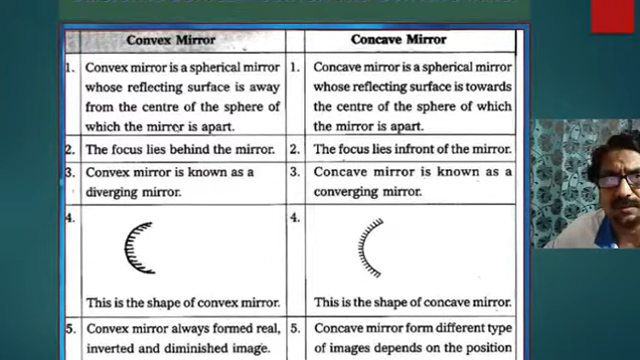 Convex Mirror
Concave Mirror
1. Convex mirror is a spherical mirror
whose reflecting surface is away
from the centre of the sphere of
which the mirror is apart.
1. Concave mirror is a spherical mirror
whose reflecting surface is towards
the centre of the sphere of which
the mirror is apart.
2. The focus lies behind the mirror.
2. The focus lies infront of the mirror.
3. Convex mirror is known as a
diverging mirror.
3. Concave mirror is known as a
converging mirror.
4.
This is the shape of convex mirror.
4.
This is the shape of concave mirror.
5. Convex mirror always formed real,
inverted and diminished image.
5. Concave mirror form different type
of images depends on the position